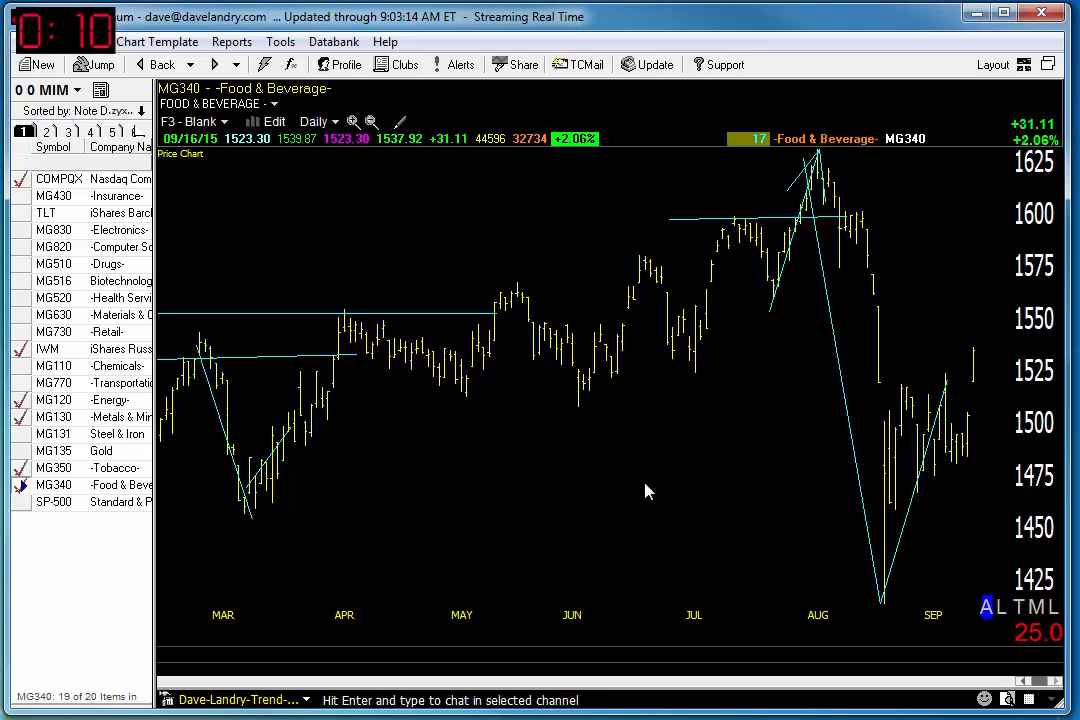 0:10
num - dave@davelandry.com ... Updated through 9:03:14 AM ET - Streaming Real Time
Chart Template Reports Tools Databank Help
New Jump Back Profile Clubs Alerts Share TCMail Update Support Layout
0 0 MIM
Sorted by: Note D.zyx..
1 2 3 4 5
Symbol Company Na
COMPQX Nasdaq Com
MG430 -Insurance-
TLT iShares Barcl
MG830 -Electronics-
MG820 -Computer So
MG510 -Drugs-
MG516 Biotechnolog
MG520 -Health Servi
MG630 -Materials & C
MG730 -Retail-
IWM iShares Russ
MG110 -Chemicals-
MG770 -Transportatic
MG120 -Energy-
MG130 -Metals & Min
MG131 Steel & Iron
MG135 Gold
MG350 -Tobacco-
MG340 -Food & Beve
SP-500 Standard & P
MG340: 19 of 20 Items in
MG340 - -Food & Beverage-
FOOD & BEVERAGE -
F3 - Blank Edit Daily
09/16/15 1523.30 1539.87 1523.30 1537.92 +31.11 44596 32734 +2.06% 17 -Food & Beverage- MG340
+31.11
+2.06%
Price Chart
1625
1600
1575
1550
1525
1500
1475
1450
1425
MAR APR MAY JUN JUL AUG SEP
A L T M L
25.0
Dave-Landry-Trend-... Hit Enter and type to chat in selected channel